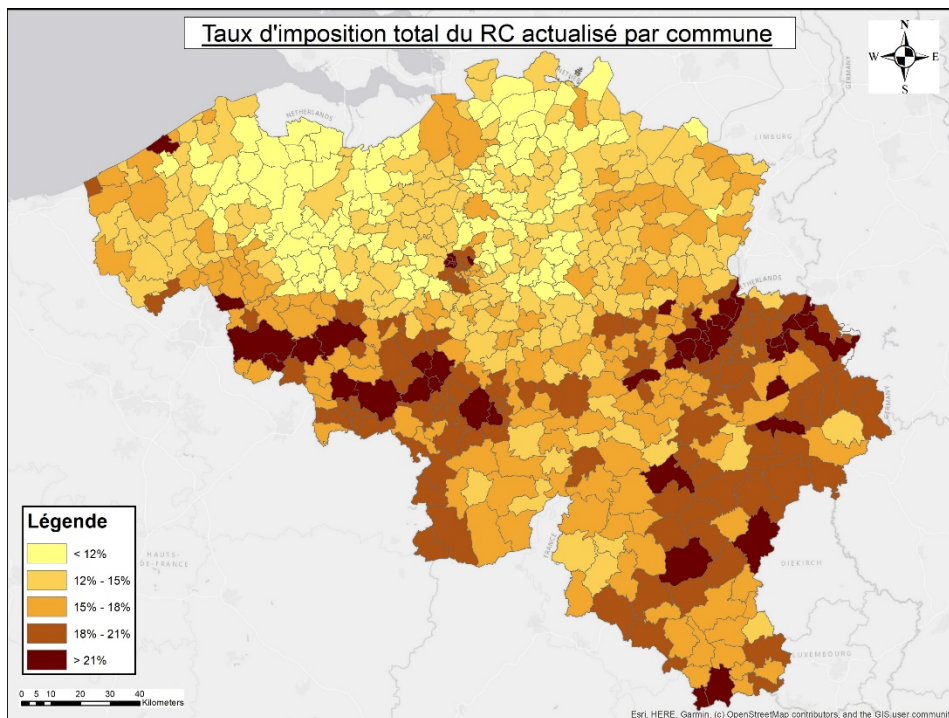 Taux d'imposition total du RC actualisé par commune
N
W E
S
NETHERLANDS
GERMANY
LIMBURG
NETHERLANDS
GERMANY
HAUTS-
DE-FRANCE
FRANCE
DIEKIRCH
LUXEMBOURG
Légende
< 12%
12% - 15%
15% - 18%
18% - 21%
> 21%
0 5 10 20 30 40
Kilometers
Esri, HERE, Garmin, (c) OpenStreetMap contributors, and the GIS user communit